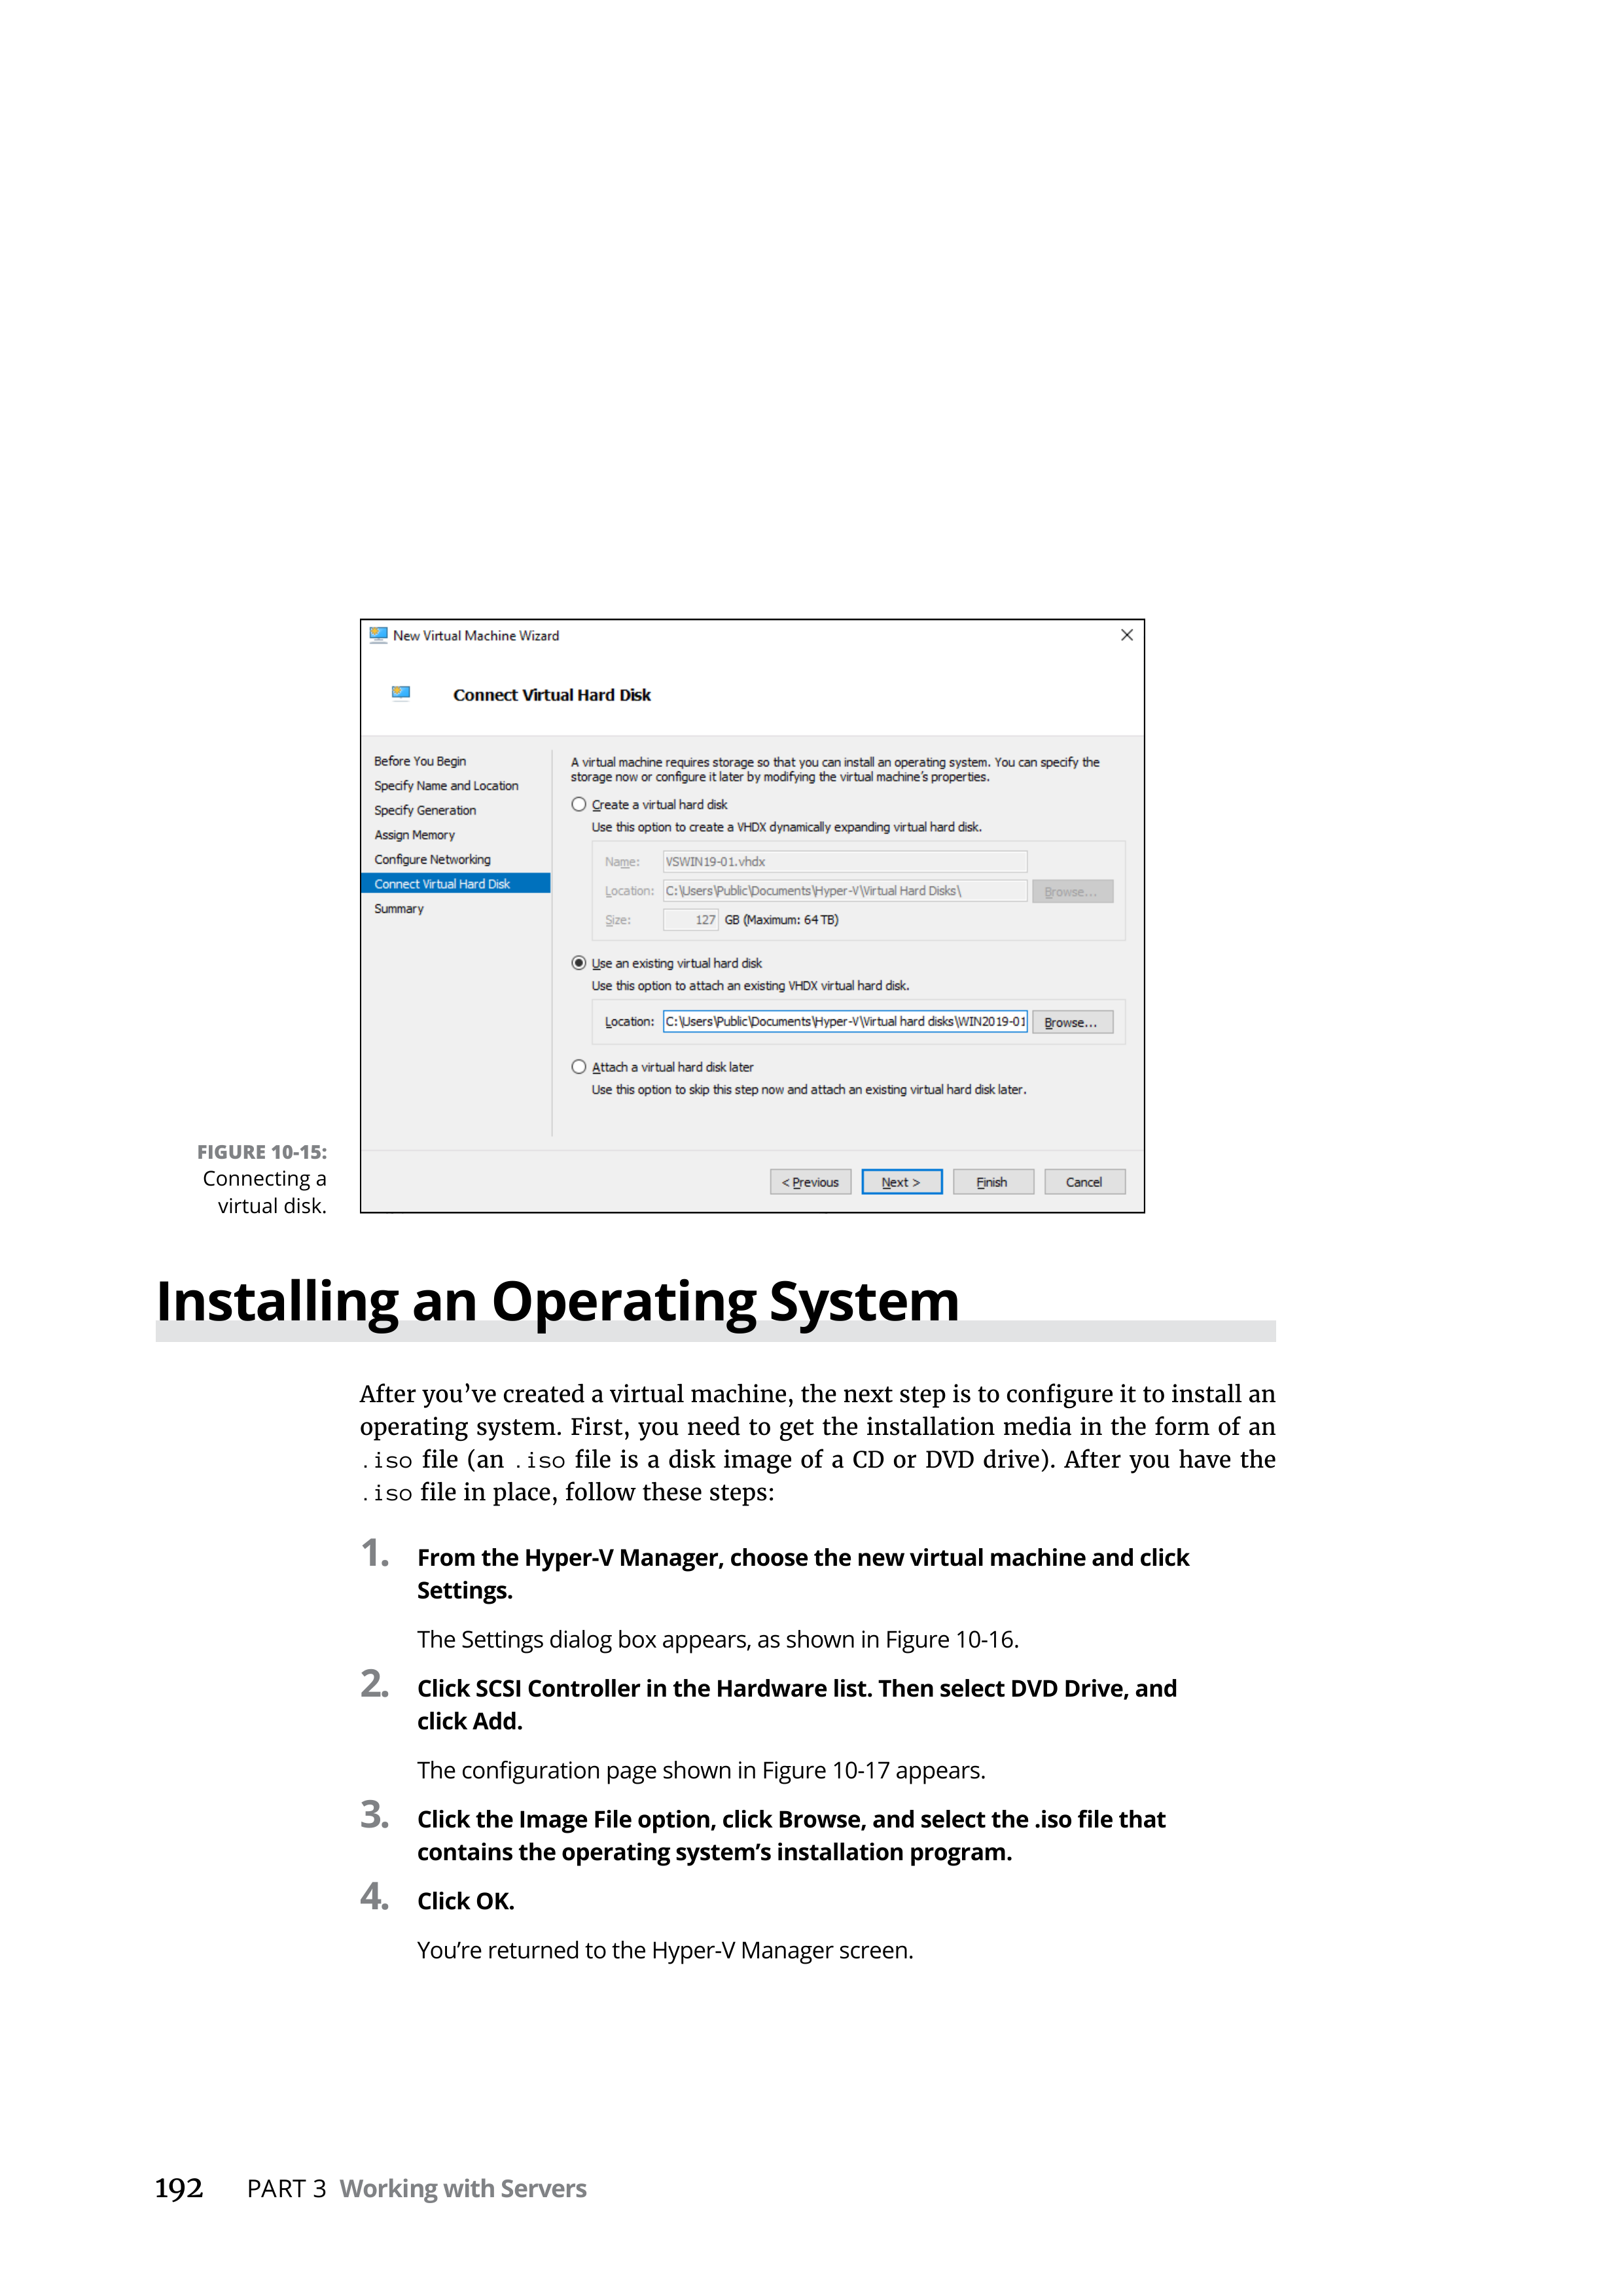 New Virtual Machine Wizard
Connect Virtual Hard Disk
Before You Begin
Specify Name and Location
Specify Generation
Assign Memory
Configure Networking
Connect Virtual Hard Disk
Summary
A virtual machine requires storage so that you can install an operating system. You can specify the
storage now or configure it later by modifying the virtual machine's properties.
Create a virtual hard disk
Use this option to create a VHDX dynamically expanding virtual hard disk.
Name: VSWIN19-01.vhdx
Location: C:\Users\Public\Documents\Hyper-V\Virtual Hard Disks\ Browse...
Size: 127 GB (Maximum: 64 TB)
Use an existing virtual hard disk
Use this option to attach an existing VHDX virtual hard disk.
Location: C:\Users\Public\Documents\Hyper-V\Virtual hard disks\WIN2019-01 Browse...
Attach a virtual hard disk later
Use this option to skip this step now and attach an existing virtual hard disk later.
< Previous Next > Finish Cancel
FIGURE 10-15:
Connecting a
virtual disk.
Installing an Operating System
After you’ve created a virtual machine, the next step is to configure it to install an
operating system. First, you need to get the installation media in the form of an
.iso file (an .iso file is a disk image of a CD or DVD drive). After you have the
.iso file in place, follow these steps:
1. From the Hyper-V Manager, choose the new virtual machine and click
Settings.
The Settings dialog box appears, as shown in Figure 10-16.
2. Click SCSI Controller in the Hardware list. Then select DVD Drive, and
click Add.
The configuration page shown in Figure 10-17 appears.
3. Click the Image File option, click Browse, and select the .iso file that
contains the operating system’s installation program.
4. Click OK.
You’re returned to the Hyper-V Manager screen.
192 PART 3 Working with Servers